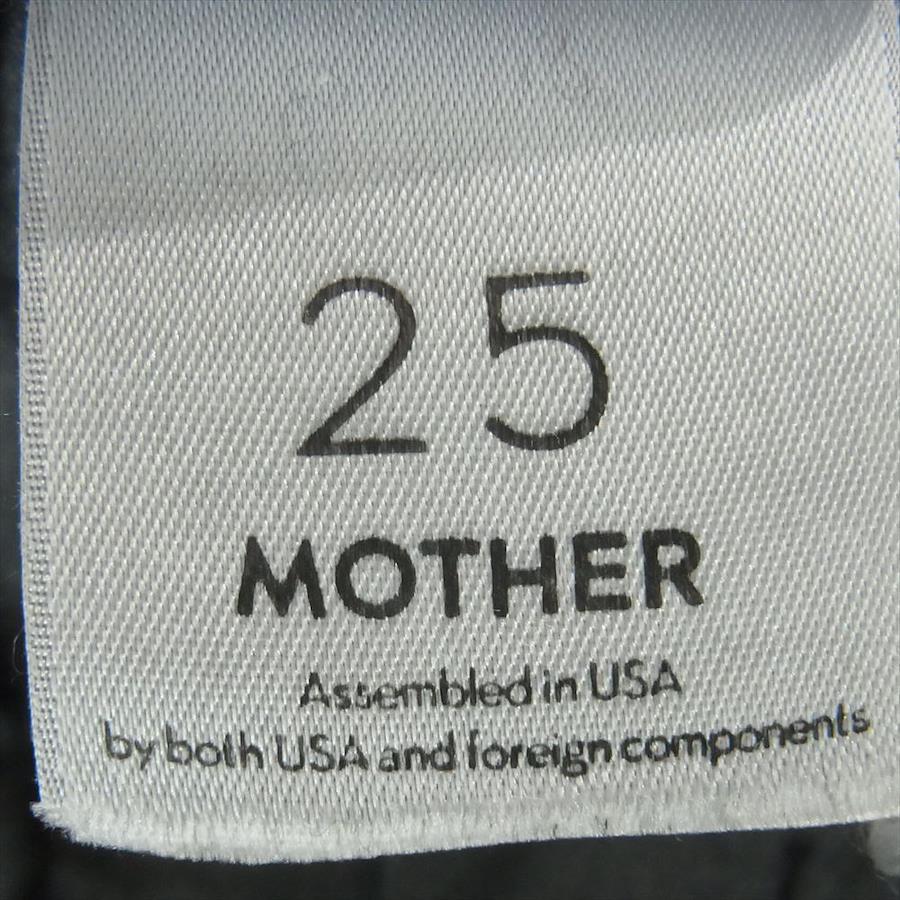 25
MOTHER
Assembled in USA
by both USA and foreign components